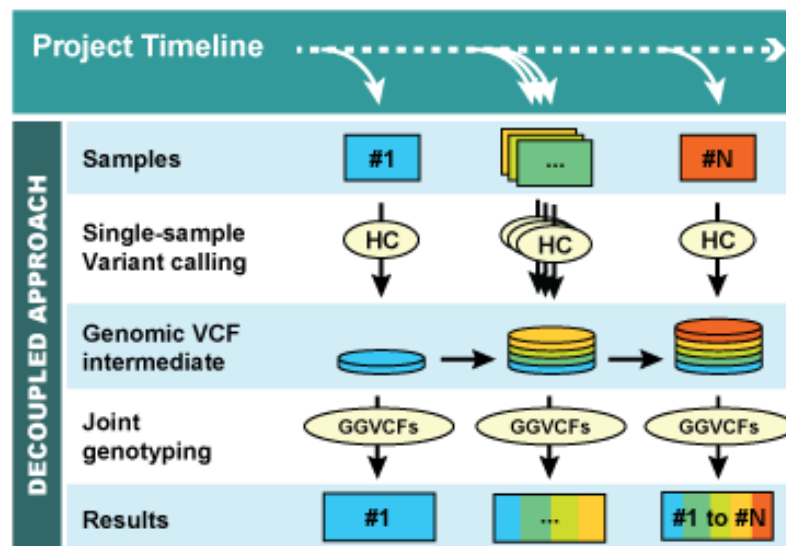 Project Timeline
DECOUPLED APPROACH
Samples
#1
...
#N
Single-sample
Variant calling
HC
HC
HC
Genomic VCF
intermediate
Joint
genotyping
GGVCFs
GGVCFs
GGVCFs
Results
#1
...
#1 to #N